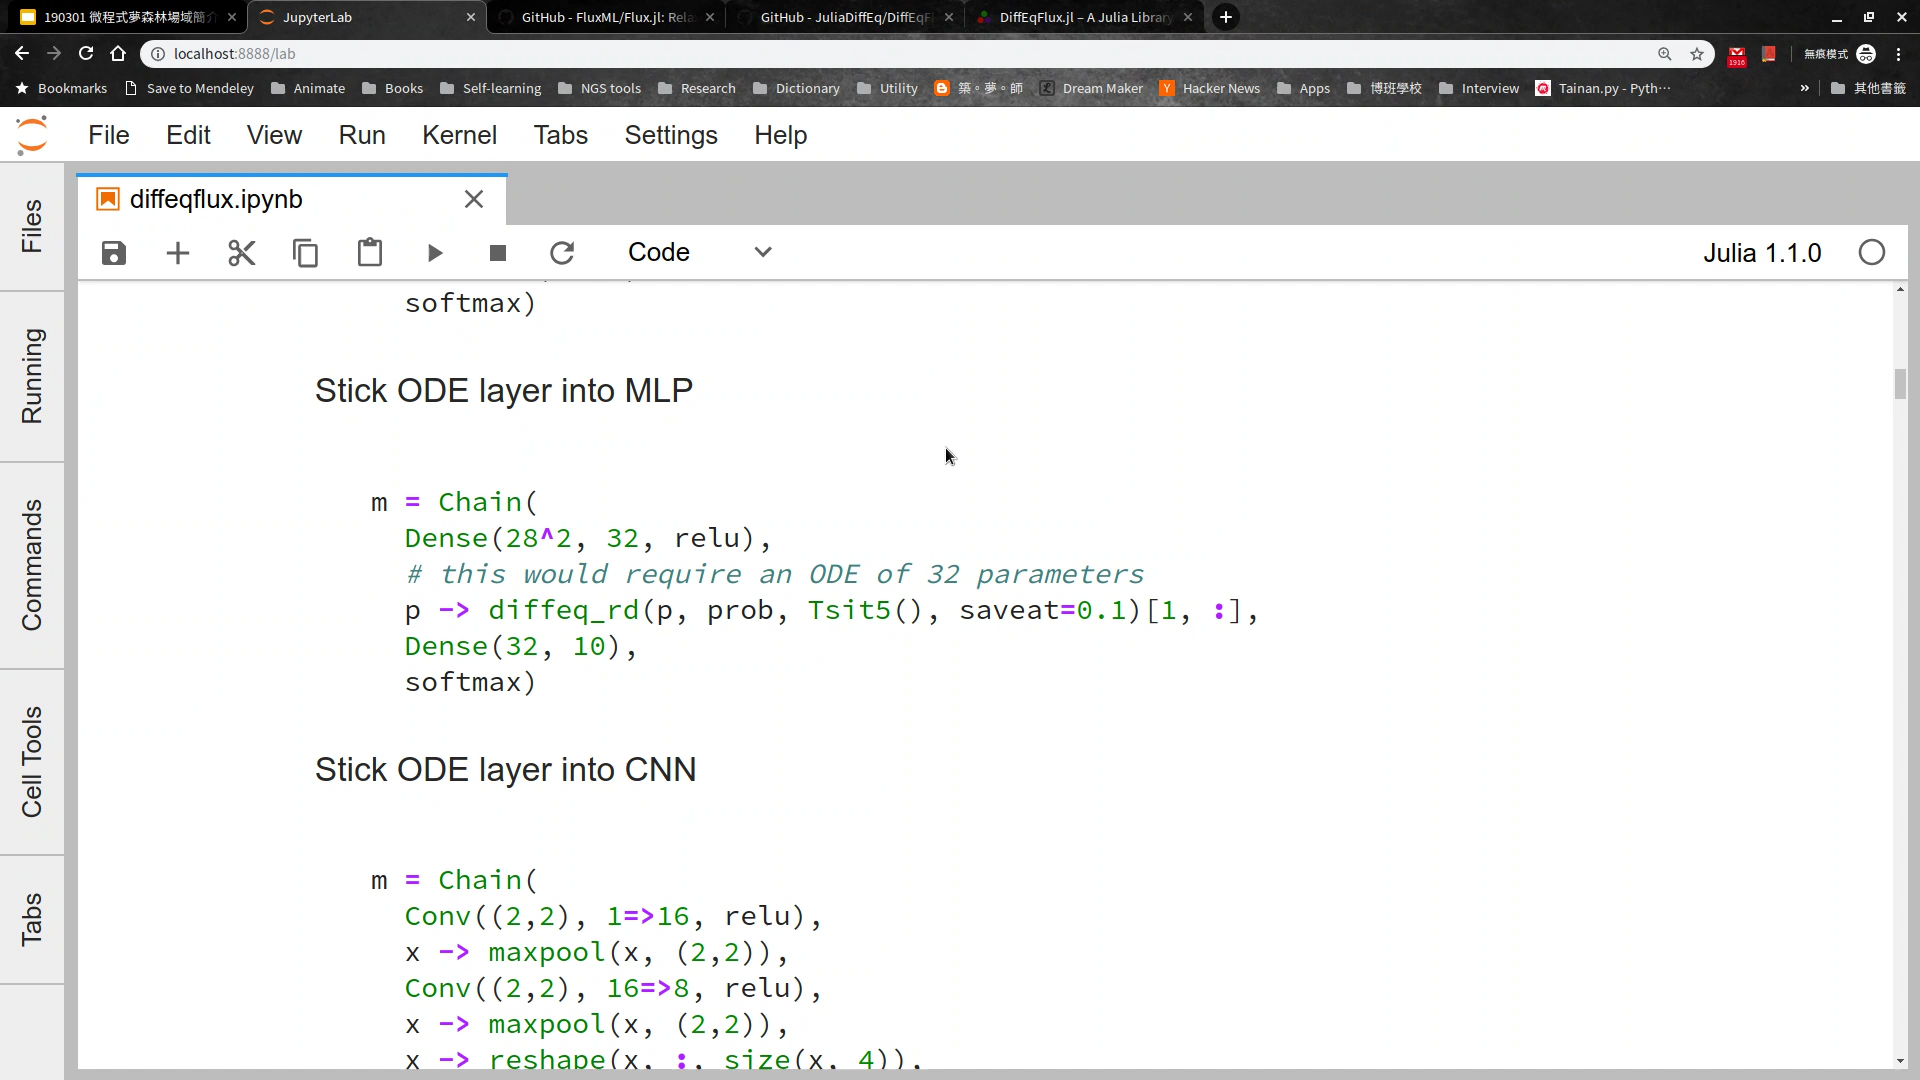 190301 微程式夢森林場域簡介
JupyterLab
GitHub - FluxML/Flux.jl: Rela
GitHub - JuliaDiffEq/DiffEqF
DiffEqFlux.jl – A Julia Library
localhost:8888/lab
1916
無痕模式
Bookmarks
Save to Mendeley
Animate
Books
Self-learning
NGS tools
Research
Dictionary
Utility
築。夢。師
Dream Maker
Hacker News
Apps
博班學校
Interview
Tainan.py - Pyth…
»
其他書籤
File Edit View Run Kernel Tabs Settings Help
Files
Running
Commands
Cell Tools
Tabs
diffeqflux.ipynb
Code
Julia 1.1.0
softmax)
Stick ODE layer into MLP
m = Chain(
Dense(28^2, 32, relu),
# this would require an ODE of 32 parameters
p -> diffeq_rd(p, prob, Tsit5(), saveat=0.1)[1, :],
Dense(32, 10),
softmax)
Stick ODE layer into CNN
m = Chain(
Conv((2,2), 1=>16, relu),
x -> maxpool(x, (2,2)),
Conv((2,2), 16=>8, relu),
x -> maxpool(x, (2,2)),
x -> reshape(x, :, size(x, 4)),